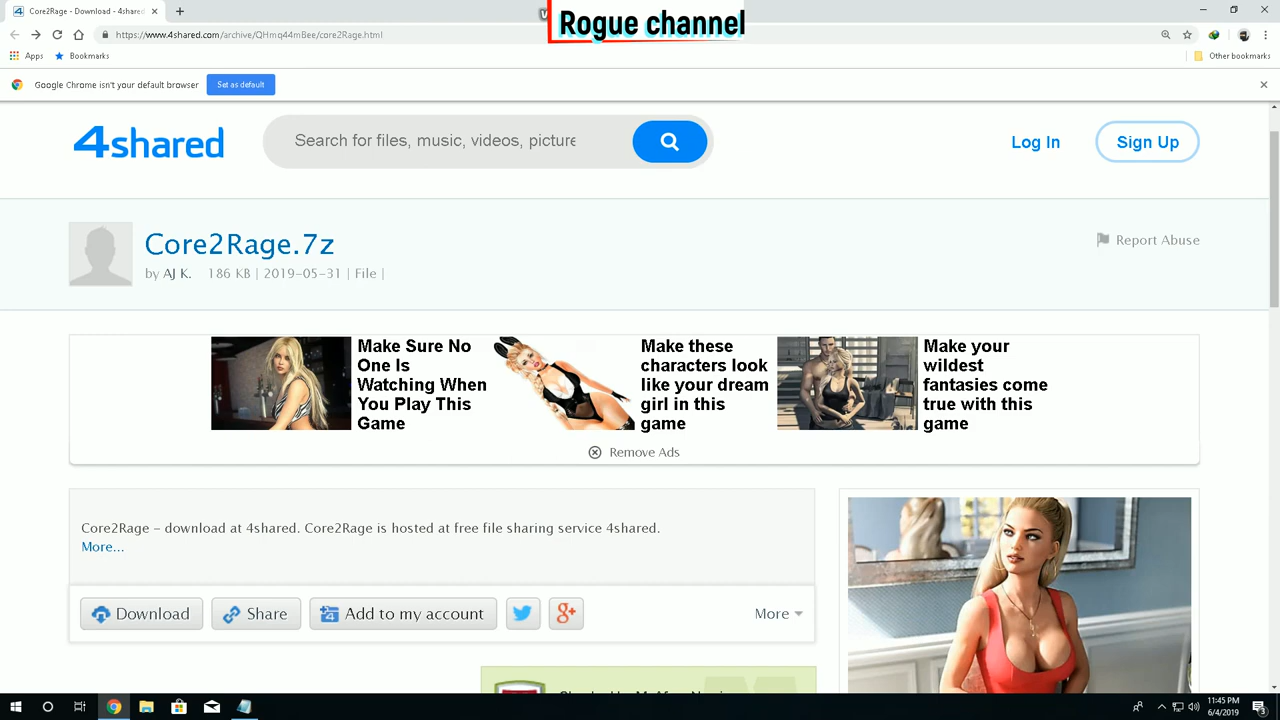 Core2Rage - Download - 4shared
Rogue channel
https://www.4shared.com/archive/QHmq44mBee/core2Rage.html
Apps
Bookmarks
Other bookmarks
Google Chrome isn't your default browser
Set as default
4shared
Search for files, music, videos, picture
Log In
Sign Up
Core2Rage.7z
by AJ K. 186 KB | 2019-05-31 | File |
Report Abuse
Make Sure No
One Is
Watching When
You Play This
Game
Make these
characters look
like your dream
girl in this
game
Make your
wildest
fantasies come
true with this
game
Remove Ads
Core2Rage - download at 4shared. Core2Rage is hosted at free file sharing service 4shared.
More...
Download
Share
Add to my account
More
11:45 PM
6/4/2019